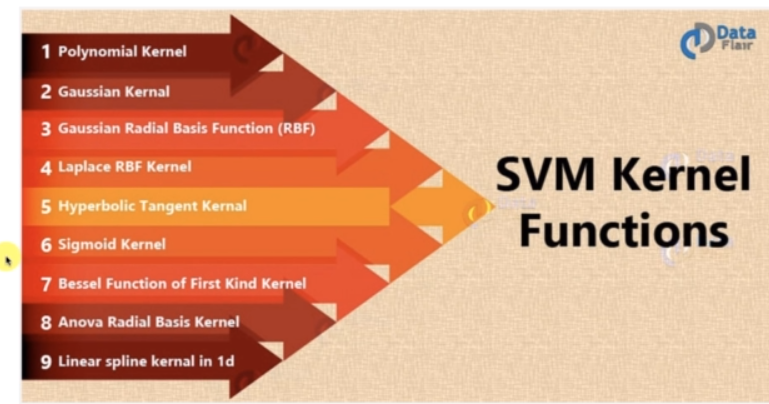 1 Polynomial Kernel
2 Gaussian Kernal
3 Gaussian Radial Basis Function (RBF)
4 Laplace RBF Kernel
5 Hyperbolic Tangent Kernal
6 Sigmoid Kernel
7 Bessel Function of First Kind Kernel
8 Anova Radial Basis Kernel
9 Linear spline kernal in 1d
Data
Flair
SVM Kernel
Functions